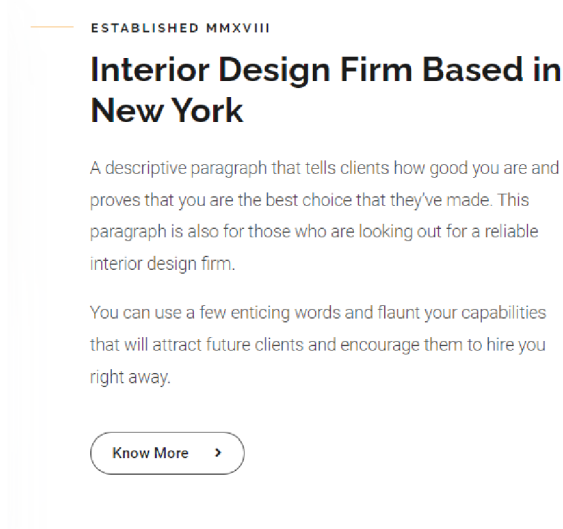 ESTABLISHED MMXVIII
Interior Design Firm Based in
New York
A descriptive paragraph that tells clients how good you are and
proves that you are the best choice that they've made. This
paragraph is also for those who are looking out for a reliable
interior design firm.
You can use a few enticing words and flaunt your capabilities
that will attract future clients and encourage them to hire you
right away.
Know More